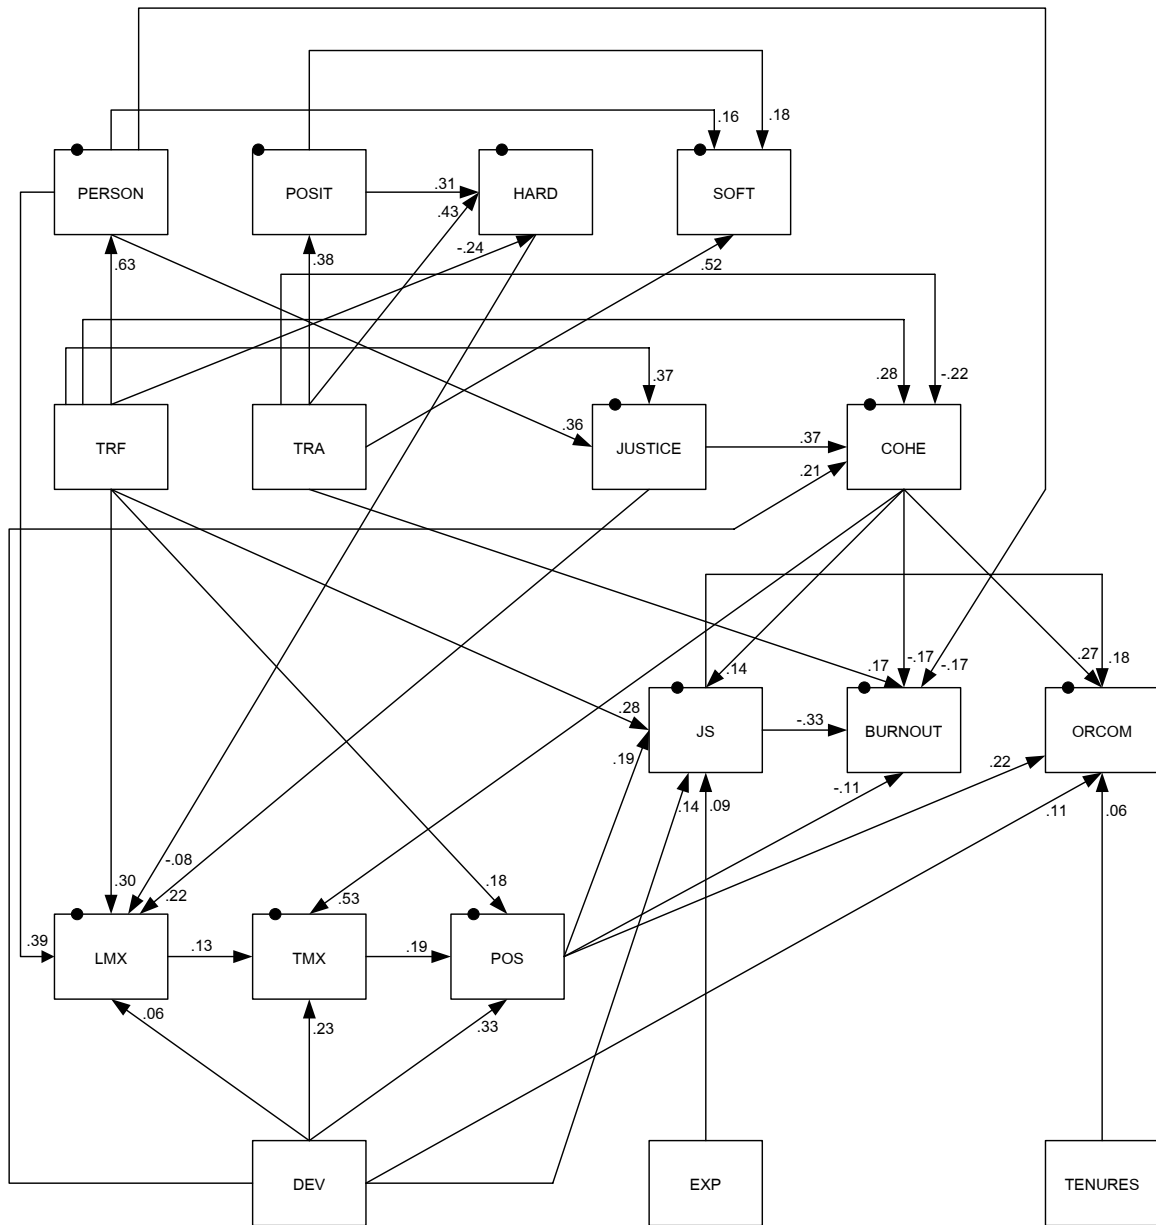 .16 .18
PERSON POSIT .31 HARD SOFT
.43
.63 .38 -.24 .52
.37 .28 -.22
TRF TRA .36 JUSTICE .37 COHE
.21
.14 .17 -.17 -.17 .27 .18
.28 JS -.33 BURNOUT ORCOM
.19 -.11 .22
.14 .09 .11 .06
-.08
.30 .22 .53 .18
.39 LMX .13 TMX .19 POS
.06 .23 .33
DEV EXP TENURES